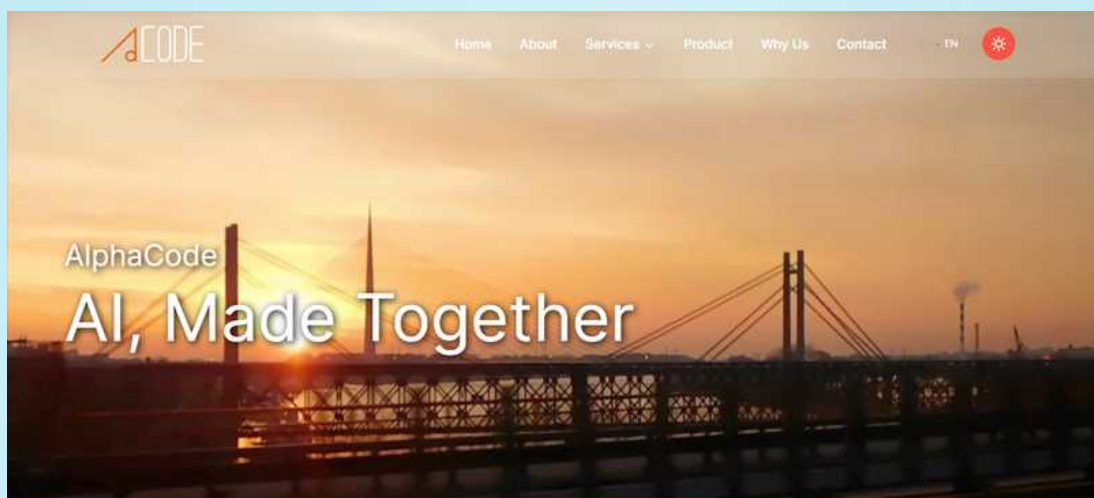 ACODE
Home About Services Product Why Us Contact EN
AlphaCode
AI, Made Together